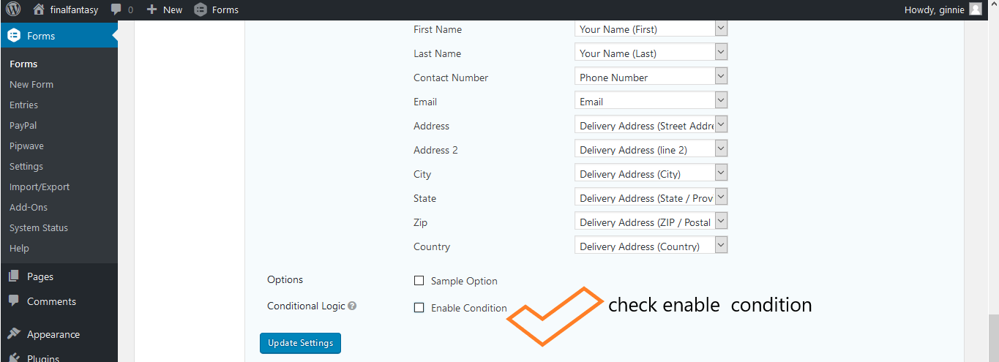 finalfantasy 0 New Forms Howdy, ginnie
Forms
Forms
New Form
Entries
PayPal
Pipwave
Settings
Import/Export
Add-Ons
System Status
Help
Pages
Comments
Appearance
Plugins
First Name Your Name (First)
Last Name Your Name (Last)
Contact Number Phone Number
Email Email
Address Delivery Address (Street Addre
Address 2 Delivery Address (line 2)
City Delivery Address (City)
State Delivery Address (State / Prov
Zip Delivery Address (ZIP / Postal
Country Delivery Address (Country)
Options Sample Option
Conditional Logic ? Enable Condition
check enable condition
Update Settings